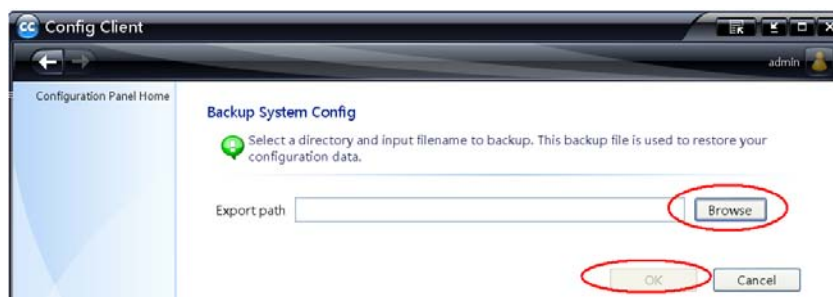 cc Config Client
admin
Configuration Panel Home
Backup System Config
Select a directory and input filename to backup. This backup file is used to restore your
configuration data.
Export path
Browse
OK
Cancel